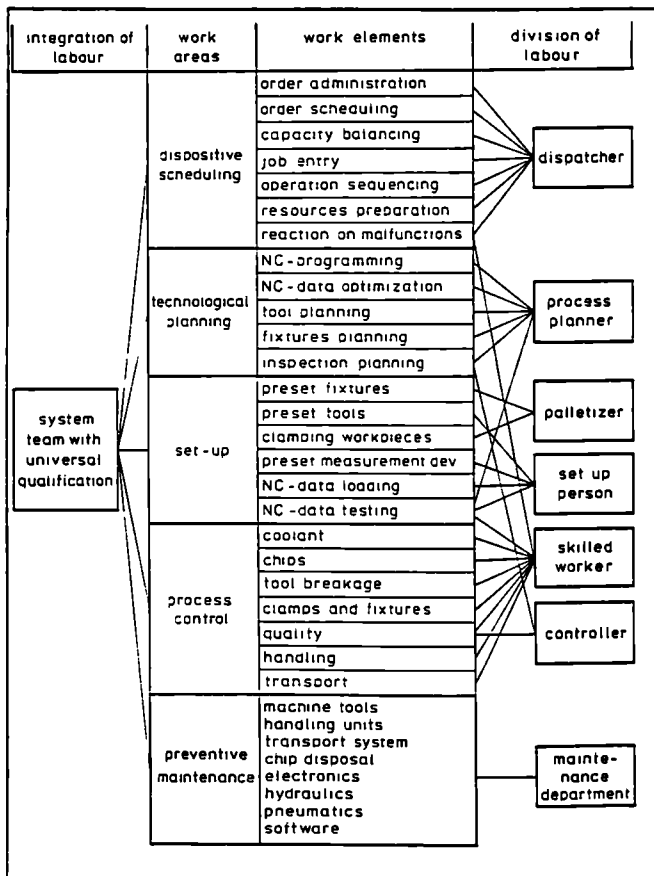 integration of
labour
work
areas
work elements
division of
labour
system
team with
universal
qualification
dispositive
scheduling
order administration
order scheduling
capacity balancing
job entry
operation sequencing
resources preparation
reaction on malfunctions
dispatcher
technological
planning
NC-programming
NC-data optimization
tool planning
fixtures planning
inspection planning
process
planner
set-up
preset fixtures
preset tools
clamping workpieces
preset measurement dev
NC-data loading
NC-data testing
palletizer
set up
person
process
control
coolant
chips
tool breakage
clamps and fixtures
quality
handling
transport
skilled
worker
controller
preventive
maintenance
machine tools
handling units
transport system
chip disposal
electronics
hydraulics
pneumatics
software
mainte-
nance
department